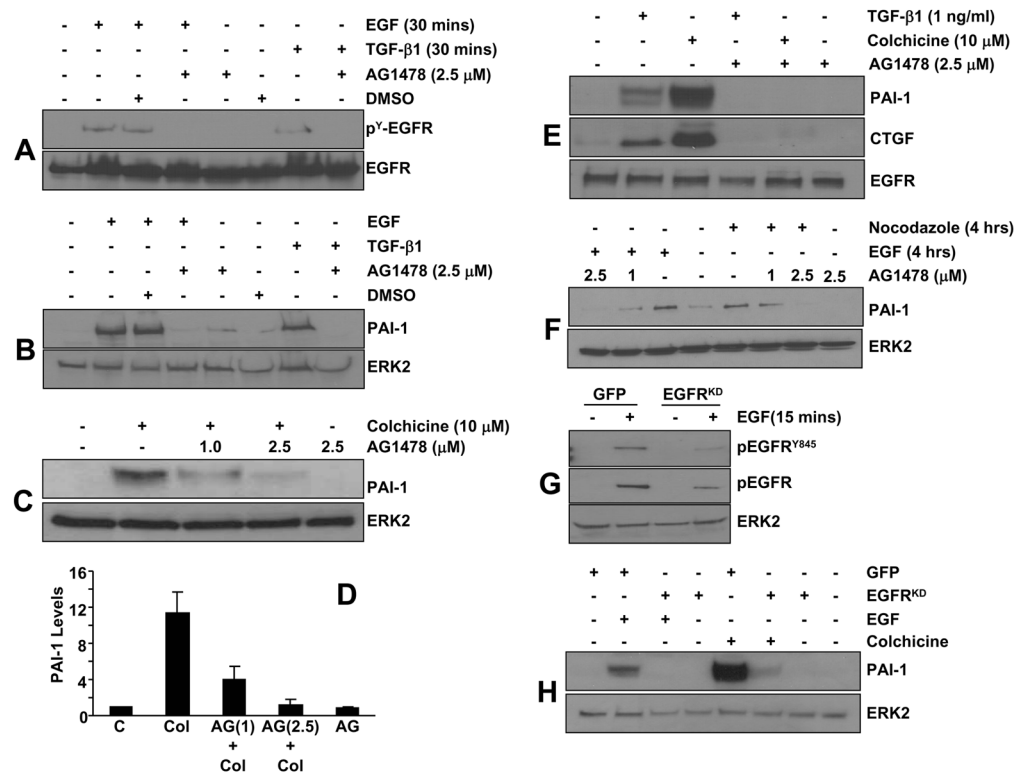 - + + + - - - - EGF (30 mins)
- - - - - - + + TGF-β1 (30 mins)
- - - + + - - + AG1478 (2.5 μM)
- - + - - + - - DMSO
pY-EGFR
A
EGFR
- + + + - - - - EGF
- - - - - - + + TGF-β1
- - - + + - - + AG1478 (2.5 μM)
- - + - - + - - DMSO
PAI-1
B
ERK2
- + + + - Colchicine (10 μM)
- - 1.0 2.5 2.5 AG1478 (μM)
PAI-1
C
ERK2
D
PAI-1 Levels
16
12
8
4
0
C Col AG(1) AG(2.5) AG
+ +
Col Col
- + - + - - TGF-β1 (1 ng/ml)
- - + - + - Colchicine (10 μM)
- - - + + + AG1478 (2.5 μM)
PAI-1
E
CTGF
EGFR
- - - - + + + - Nocodazole (4 hrs)
+ + + - - - - - EGF (4 hrs)
2.5 1 - - - 1 2.5 2.5 AG1478 (μM)
PAI-1
F
ERK2
GFP EGFRKD
- + - + EGF(15 mins)
pEGFRY845
G
pEGFR
ERK2
+ + - - + - - - GFP
- - + + - + + - EGFRKD
- + + - - - - - EGF
- - - - + + - - Colchicine
PAI-1
H
ERK2